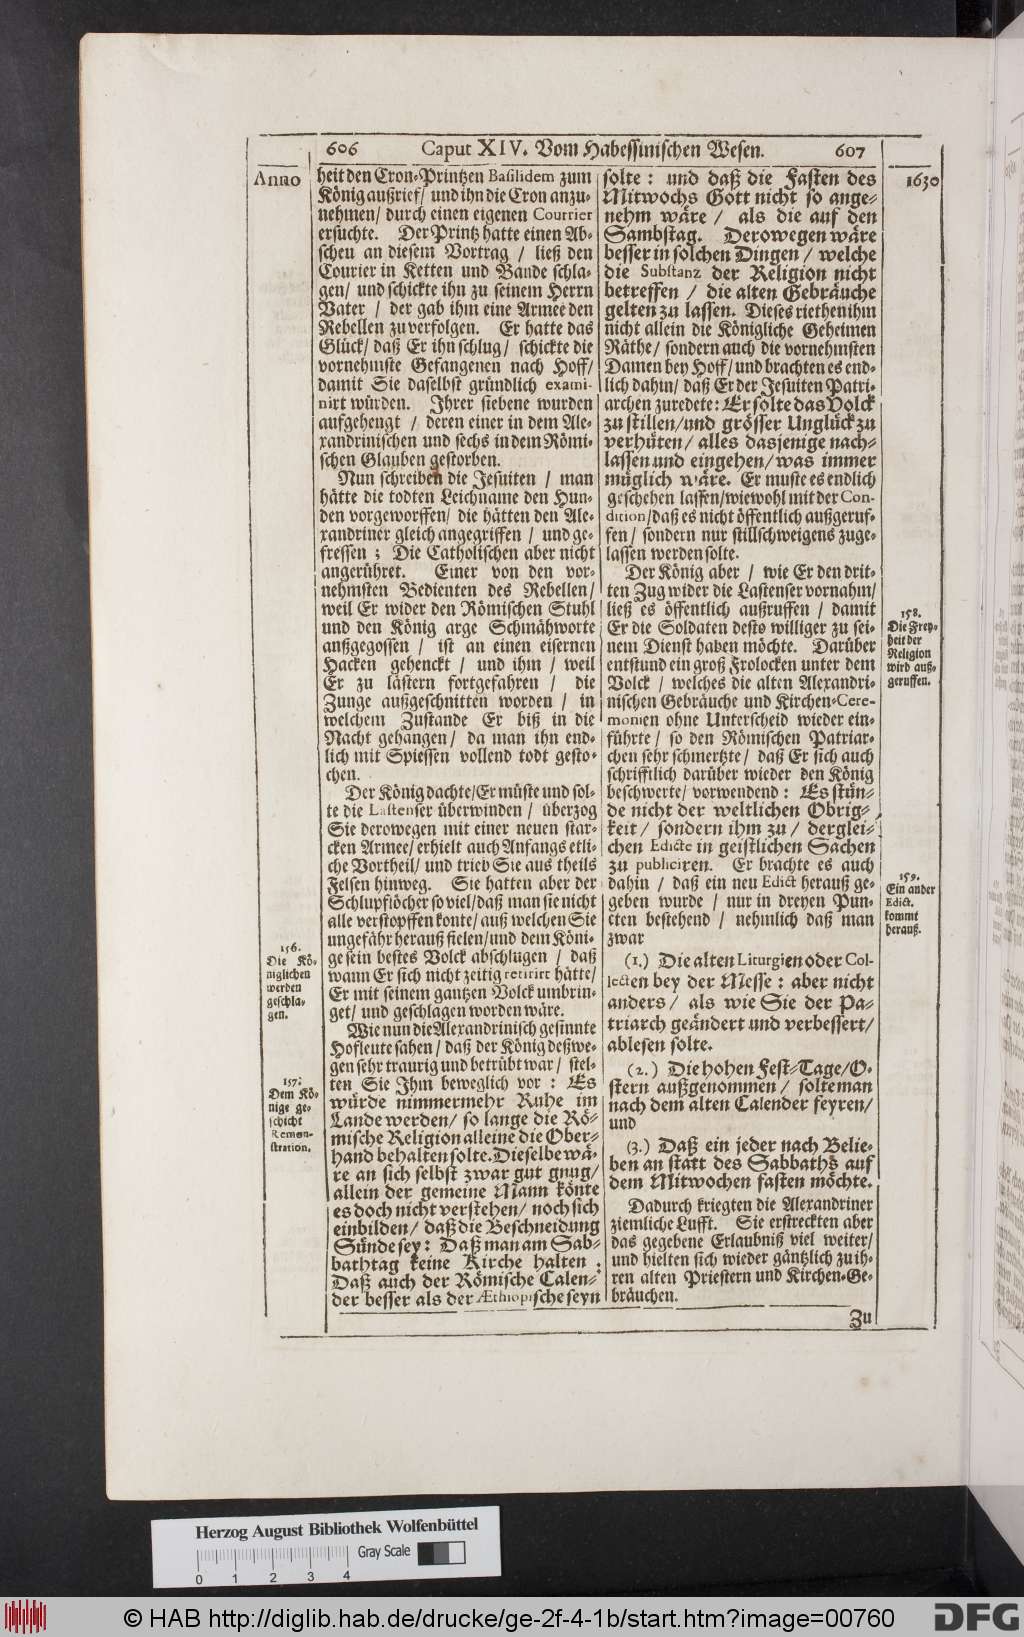 606 Caput XIV. Vom Habessinischen Wesen. 607
Anno
heit den Cron-Printzen Basilidem zum
König außrief/ und ihn die Cron anzu-
nehmen/ durch einen eigenen Courrier
ersuchte. Der Printz hatte einen Ab-
scheu an diesem Vortrag / ließ den
Courier in Ketten und Bande schla-
gen/ und schickte ihn zu seinem Herrn
Vater / der gab ihm eine Armee den
Rebellen zu verfolgen. Er hatte das
Glück/ daß Er ihn schlug/ schickte die
vornehmste Gefangenen nach Hoff/
damit Sie daselbst gründlich exami-
nirt würden. Ihrer siebene wurden
aufgehengt / deren einer in dem Ale-
xandrinischen und sechs in dem Römi-
schen Glauben gestorben.
Nun schreiben die Jesuiten / man
hätte die todten Leichname den Hun-
den vorgeworffen/ die hätten den Ale-
xandriner gleich angegriffen / und ge-
fressen ; Die Catholischen aber nicht
angerühret. Einer von den vor-
nehmsten Bedienten des Rebellen/
weil Er wider den Römischen Stuhl
und den König arge Schmähworte
außgegossen / ist an einen eisernen
Hacken gehenckt / und ihm / weil
Er zu lästern fortgefahren / die
Zunge außgeschnitten worden / in
welchem Zustande Er biß in die
Nacht gehangen/ da man ihn end-
lich mit Spiessen vollend todt gesto-
chen.
Der König dachte/Er müste und sol-
te die Lastenser überwinden / überzog
Sie derowegen mit einer neuen star-
cken Armee/ erhielt auch Anfangs etli-
che Vortheil/ und trieb Sie aus theils
Felsen hinweg. Sie hatten aber der
Schlupflöcher so viel/daß man sie nicht
alle verstopffen konte/ auß welchen Sie
ungefähr herauß fielen/und dem Köni-
ge sein bestes Volck abschlugen / daß
wann Er sich nicht zeitig retirirt hätte/
Er mit seinem gantzen Volck umbrin-
get/ und geschlagen worden wäre.
Wie nun die Alexandrinisch gesinnte
Hofleute sahen/ daß der König deßwe-
gen sehr traurig und betrübt war/ stel-
ten Sie Ihm beweglich vor : Es
würde nimmermehr Ruhe im
Lande werden/ so lange die Rö-
mische Religion alleine die Ober-
hand behalten solte. Dieselbe wä-
re an sich selbst zwar gut gnug/
allein der gemeine Mann könte
es doch nicht verstehen/ noch sich
einbilden/ daß die Beschneidung
Sünde sey: Daß man am Sab-
bathtag keine Kirche halten ;
Daß auch der Römische Calen-
der besser als der Æthiopische seyn
156.
Die Kö-
niglichen
werden
geschla-
gen.
157.
Dem Kö-
nige ge-
schicht
Remon-
stration.
1630
solte : und daß die Fasten des
Mitwochs Gott nicht so ange-
nehm wäre / als die auf den
Sambstag. Derowegen wäre
besser in solchen Dingen / welche
die Substanz der Religion nicht
betreffen / die alten Gebräuche
gelten zu lassen. Dieses riethen ihm
nicht allein die Königliche Geheimen
Räthe/ sondern auch die vornehmsten
Damen bey Hoff/ und brachten es end-
lich dahin/ daß Er der Jesuiten Patri-
archen zuredete: Er solte das Volck
zu stillen/und grösser Unglück zu
verhüten/ alles dasjenige nach-
lassen und eingehen/ was immer
müglich wäre. Er muste es endlich
geschehen lassen/wiewohl mit der Con-
dition/daß es nicht öffentlich außgeruf-
fen/ sondern nur stillschweigens zuge-
lassen werden solte.
Der König aber / wie Er den drit-
ten Zug wider die Lastenser vornahm/
ließ es öffentlich außruffen / damit
Er die Soldaten desto williger zu sei-
nem Dienst haben möchte. Darüber
entstund ein groß Frolocken unter dem
Volck / welches die alten Alexandri-
nischen Gebräuche und Kirchen-Cere-
monien ohne Unterscheid wieder ein-
führte / so den Römischen Patriar-
chen sehr schmertzte/ daß Er sich auch
schrifftlich darüber wieder den König
beschwerte/ vorwendend : Es stün-
de nicht der weltlichen Obrig-
keit / sondern ihm zu / derglei-
chen Edicte in geistlichen Sachen
zu publiciren. Er brachte es auch
dahin / daß ein neu Edict herauß ge-
geben wurde / nur in dreyen Pun-
cten bestehend / nehmlich daß man
zwar
(1.) Die alten Liturgien oder Col-
lecten bey der Messe : aber nicht
anders / als wie Sie der Pa-
triarch geändert und verbessert/
ablesen solte.
(2.) Die hohen Fest-Tage/O-
stern außgenommen / solte man
nach dem alten Calender feyren/
und
(3.) Daß ein jeder nach Belie-
ben an statt des Sabbaths auf
dem Mitwochen fasten möchte.
Dadurch kriegten die Alexandriner
ziemliche Lufft. Sie erstreckten aber
das gegebene Erlaubniß viel weiter/
und hielten sich wieder gäntzlich zu ih-
ren alten Priestern und Kirchen-Ge-
bräuchen.
Zu
158.
Die Frey-
heit der
Religion
wird auß-
geruffen.
159.
Ein ander
Edict.
kommt
herauß.
Herzog August Bibliothek Wolfenbüttel
Gray Scale
0 1 2 3 4
© HAB http://diglib.hab.de/drucke/ge-2f-4-1b/start.htm?image=00760
DFG